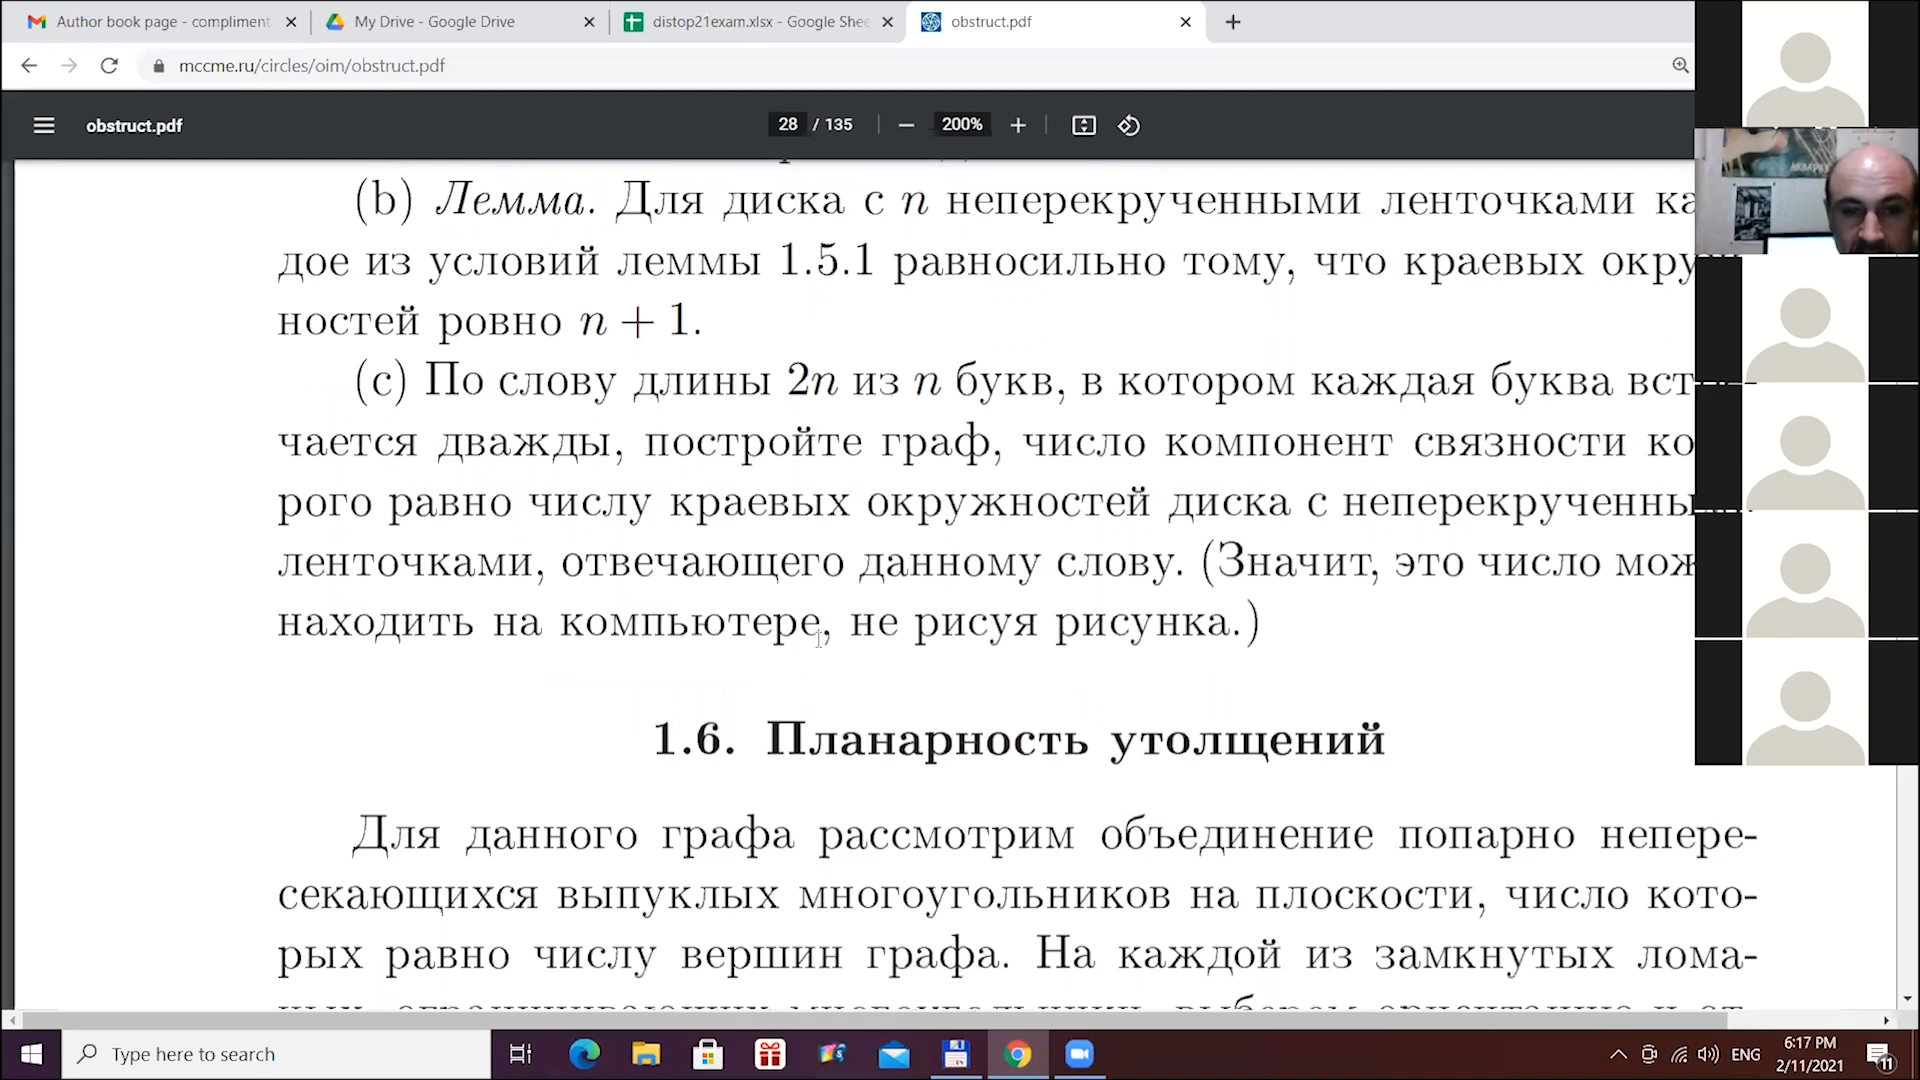 Author book page - compliment
My Drive - Google Drive
distop21exam.xlsx - Google Shee
obstruct.pdf
mccme.ru/circles/oim/obstruct.pdf
obstruct.pdf
28 / 135
200%
(b) Лемма. Для диска с n неперекрученными ленточками ка
дое из условий леммы 1.5.1 равносильно тому, что краевых окруж
ностей ровно n + 1.
(c) По слову длины 2n из n букв, в котором каждая буква вст
чается дважды, постройте граф, число компонент связности ко
рого равно числу краевых окружностей диска с неперекрученны
ленточками, отвечающего данному слову. (Значит, это число мож
находить на компьютере, не рисуя рисунка.)
1.6. Планарность утолщений
Для данного графа рассмотрим объединение попарно непере-
секающихся выпуклых многоугольников на плоскости, число кото-
рых равно числу вершин графа. На каждой из замкнутых лома-
Type here to search
ENG
6:17 PM
2/11/2021
11